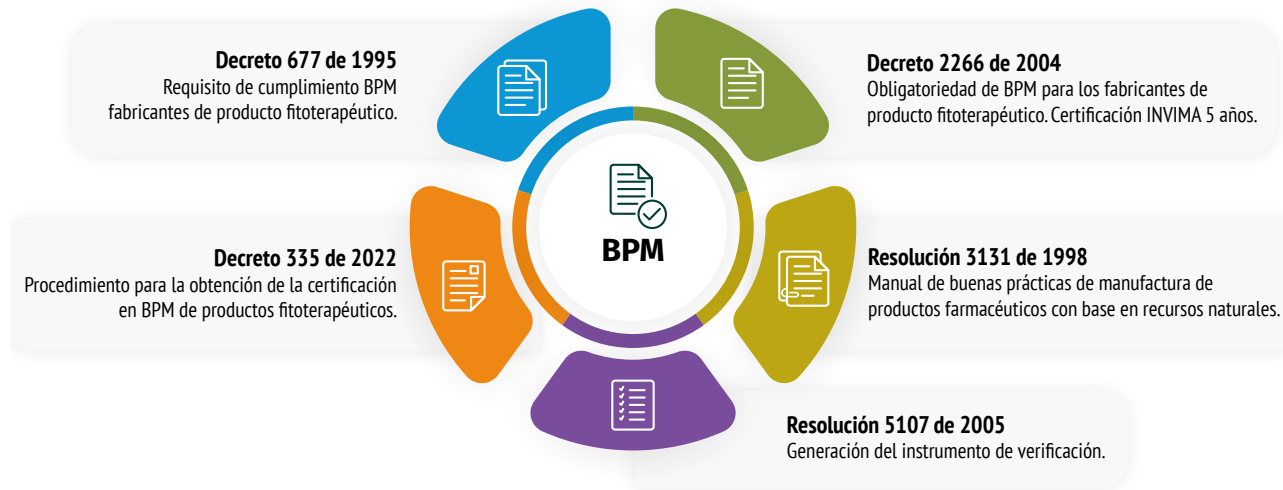 Decreto 677 de 1995
Requisito de cumplimiento BPM
fabricantes de producto fitoterapéutico.
Decreto 2266 de 2004
Obligatoriedad de BPM para los fabricantes de
producto fitoterapéutico. Certificación INVIMA 5 años.
BPM
Decreto 335 de 2022
Procedimiento para la obtención de la certificación
en BPM de productos fitoterapéuticos.
Resolución 3131 de 1998
Manual de buenas prácticas de manufactura de
productos farmacéuticos con base en recursos naturales.
Resolución 5107 de 2005
Generación del instrumento de verificación.